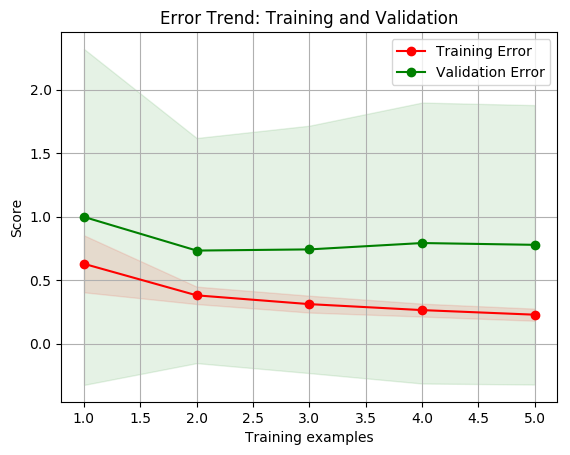 Error Trend: Training and Validation
Training Error
Validation Error
Score
2.0
1.5
1.0
0.5
0.0
1.0 1.5 2.0 2.5 3.0 3.5 4.0 4.5 5.0
Training examples